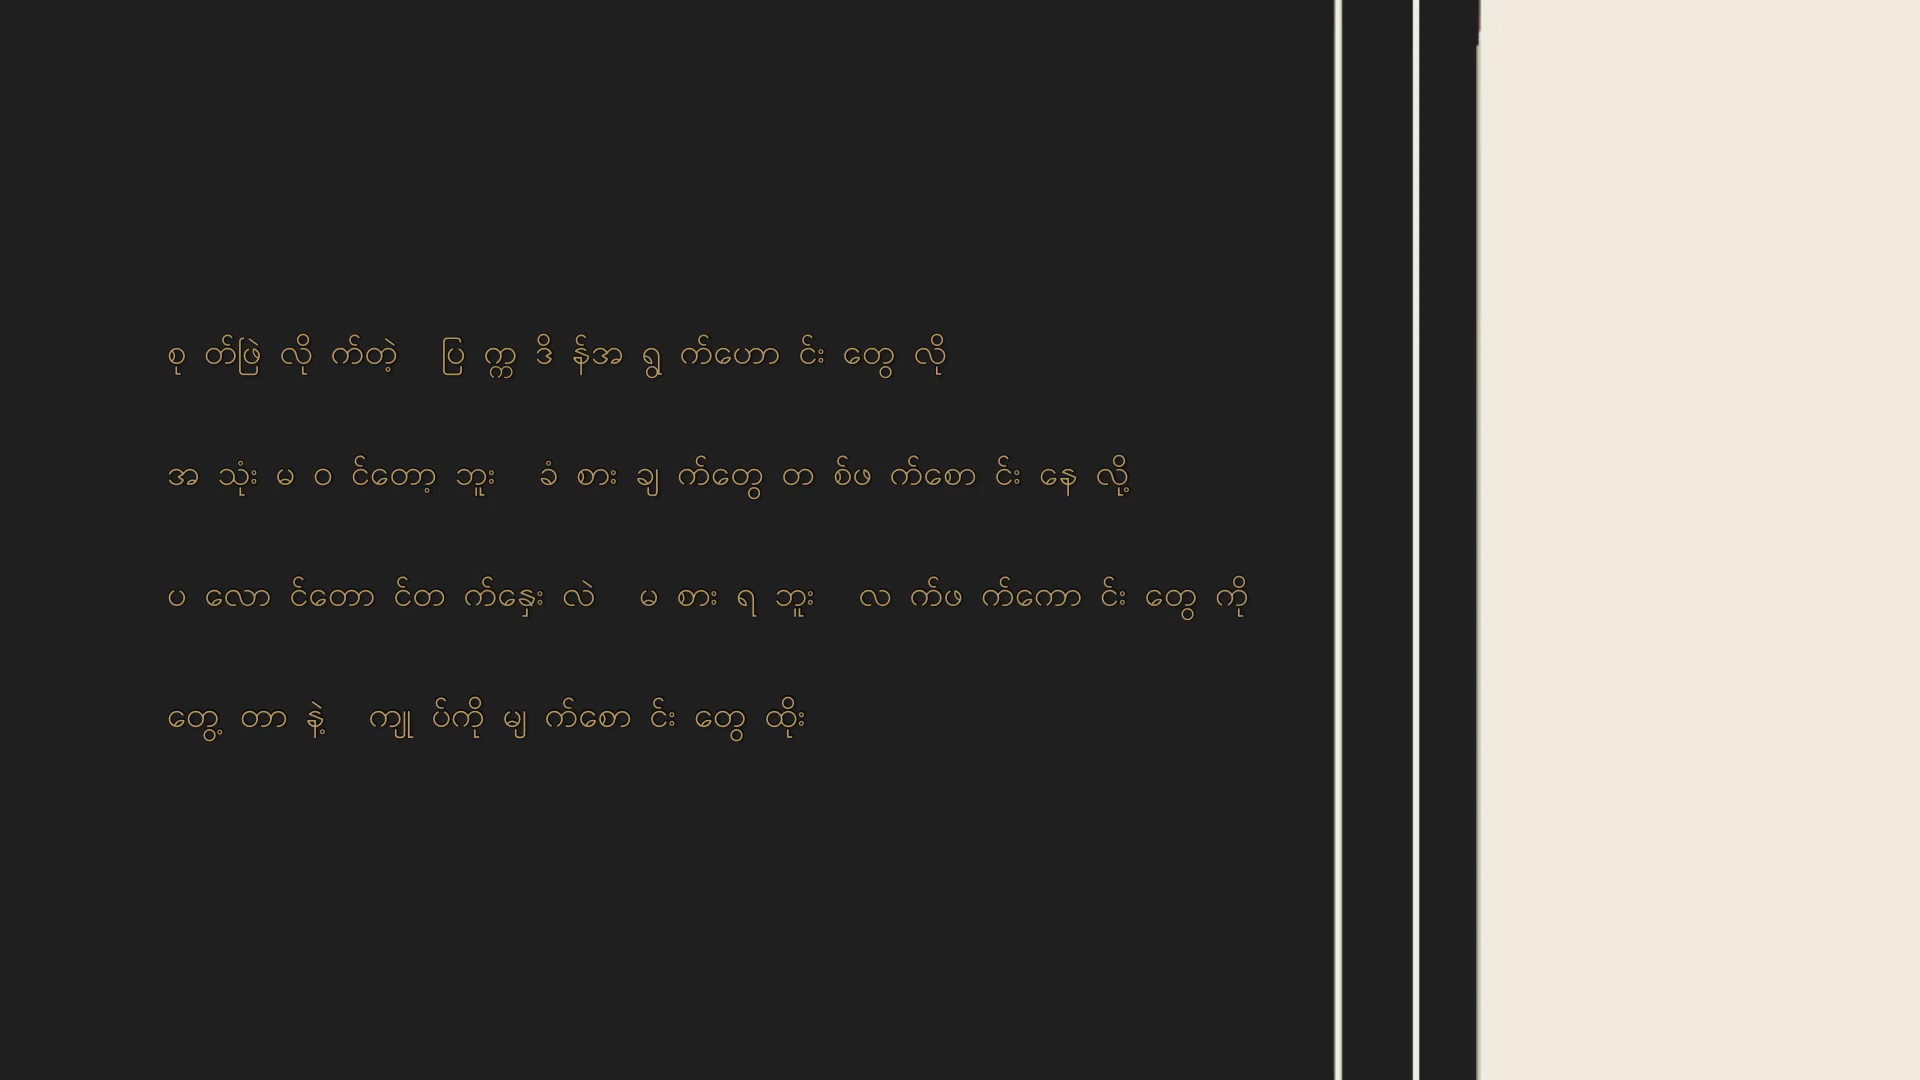 စုတ်ဖြဲလိုက်တဲ့ ပြက္ကဒိန်အရွက်ဟောင်းတွေလို
အသုံးမဝင်တော့ဘူး ခံစားချက်တွေတစ်ဖက်စောင်းနေလို့
ပလောင်တောင်တက်နှေးလဲ မစားရဘူး လက်ဖက်ကောင်းတွေကို
တွေ့တာနဲ့ ကျုပ်ကိုမျက်စောင်းတွေထိုး